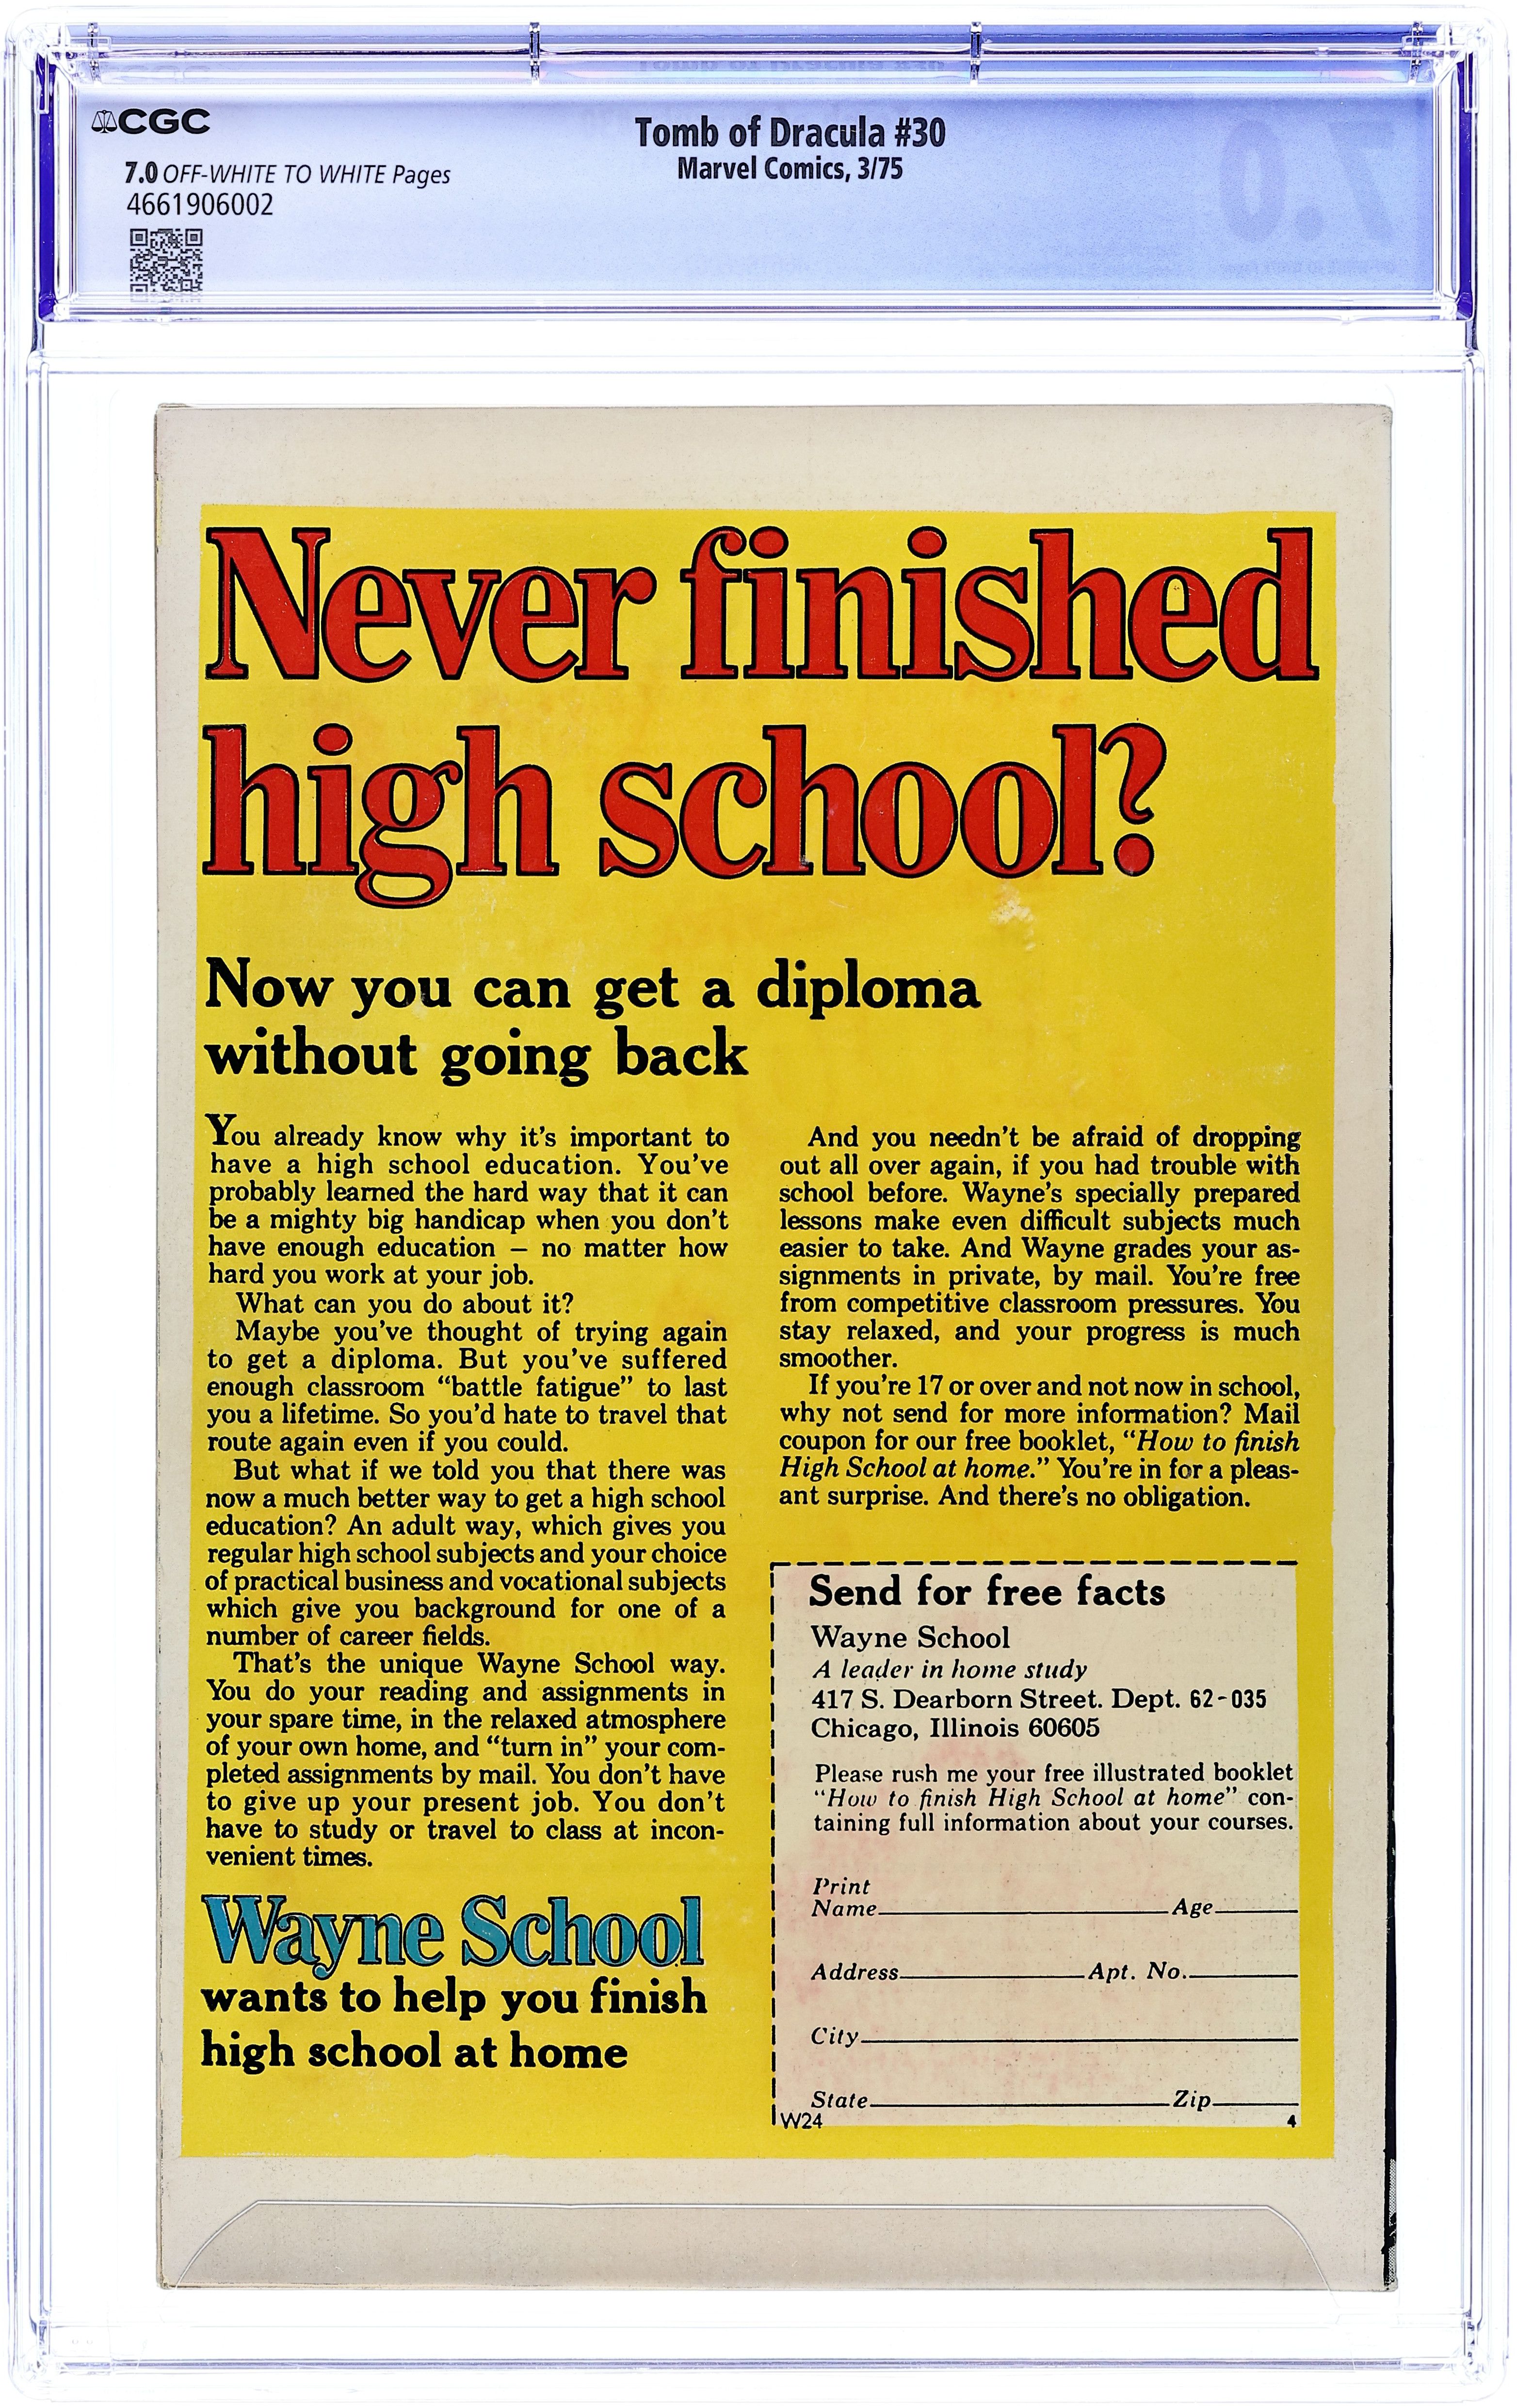 CGC
Tomb of Dracula #30
Marvel Comics, 3/75
7.0 OFF-WHITE TO WHITE Pages
4661906002
7.0
Never finished
high school?
Now you can get a diploma
without going back
You already know why it's important to
have a high school education. You've
probably learned the hard way that it can
be a mighty big handicap when you don't
have enough education — no matter how
hard you work at your job.
What can you do about it?
Maybe you've thought of trying again
to get a diploma. But you've suffered
enough classroom “battle fatigue” to last
you a lifetime. So you'd hate to travel that
route again even if you could.
But what if we told you that there was
now a much better way to get a high school
education? An adult way, which gives you
regular high school subjects and your choice
of practical business and vocational subjects
which give you background for one of a
number of career fields.
That's the unique Wayne School way.
You do your reading and assignments in
your spare time, in the relaxed atmosphere
of your own home, and “turn in” your com-
pleted assignments by mail. You don't have
to give up your present job. You don't
have to study or travel to class at incon-
venient times.
And you needn't be afraid of dropping
out all over again, if you had trouble with
school before. Wayne's specially prepared
lessons make even difficult subjects much
easier to take. And Wayne grades your as-
signments in private, by mail. You're free
from competitive classroom pressures. You
stay relaxed, and your progress is much
smoother.
If you're 17 or over and not now in school,
why not send for more information? Mail
coupon for our free booklet, “How to finish
High School at home.” You're in for a pleas-
ant surprise. And there's no obligation.
Wayne School
wants to help you finish
high school at home
Send for free facts
Wayne School
A leader in home study
417 S. Dearborn Street. Dept. 62-035
Chicago, Illinois 60605
Please rush me your free illustrated booklet
“How to finish High School at home” con-
taining full information about your courses.
Print
Name Age
Address Apt. No.
City
State Zip
W24 4